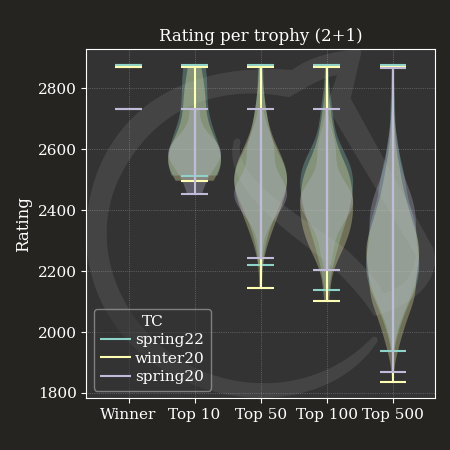 Rating per trophy (2+1)
Rating
2800
2600
2400
2200
2000
1800
TC
spring22
winter20
spring20
Winner Top 10 Top 50 Top 100 Top 500